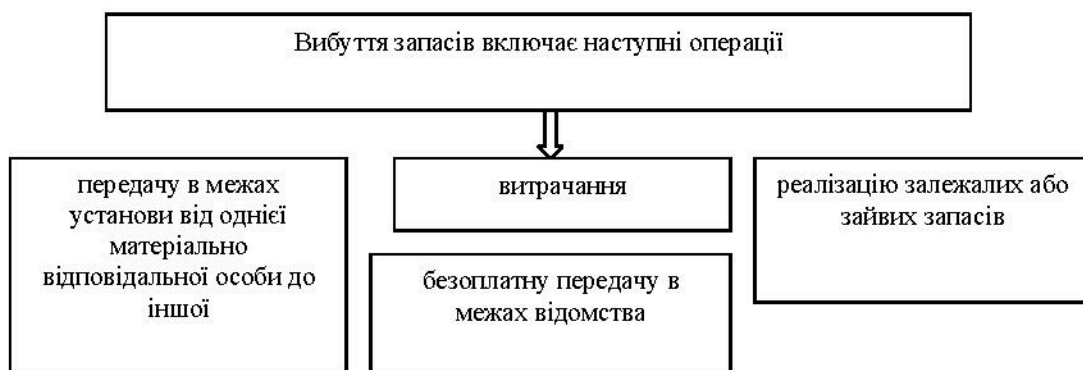 Вибуття запасів включає наступні операції
передачу в межах
установи від однієї
матеріально
відповідальної особи до
іншої
витрачання
безоплатну передачу в
межах відомства
реалізацію залежалих або
зайвих запасів